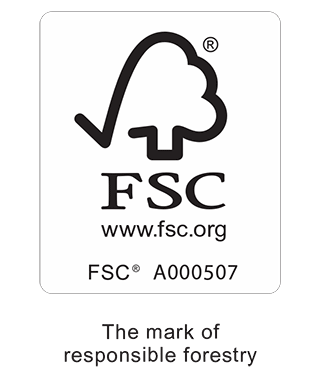 ®
FSC
www.fsc.org
FSC® A000507
The mark of
responsible forestry